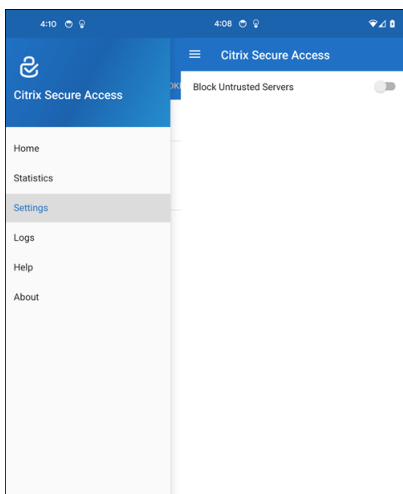 4:10
Citrix Secure Access
Home
Statistics
Settings
Logs
Help
About
4:08
Citrix Secure Access
Block Untrusted Servers